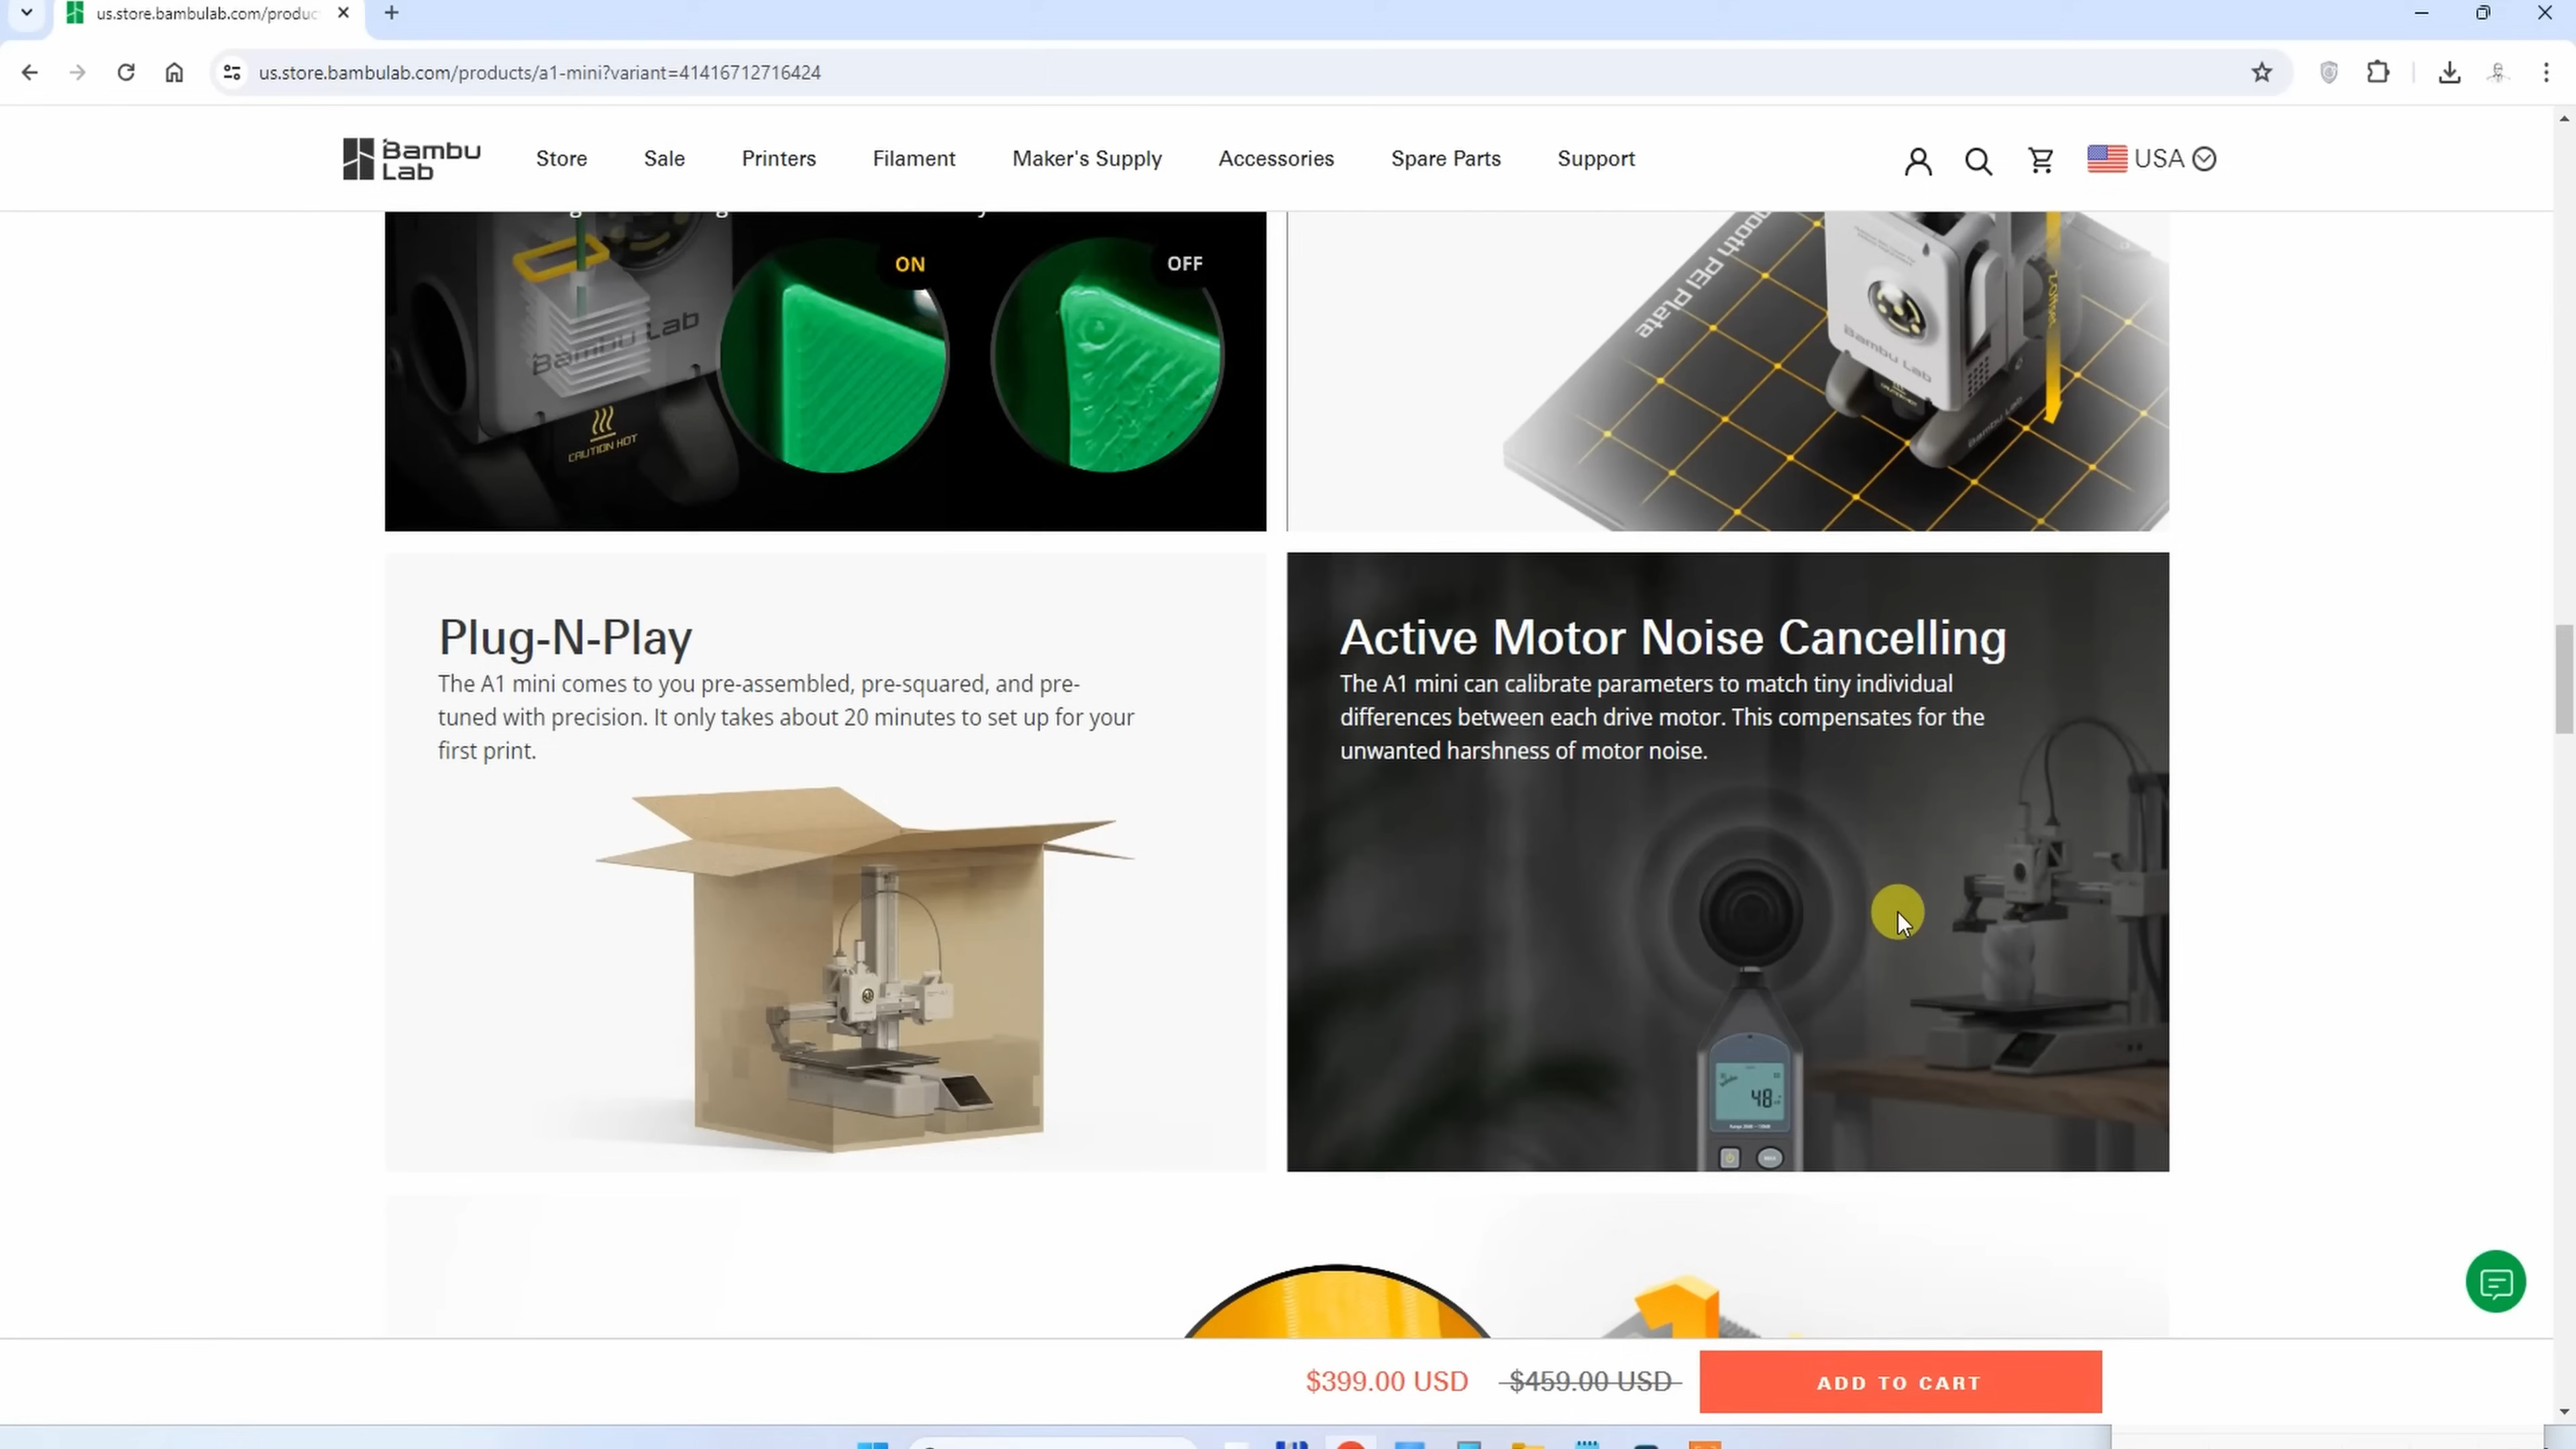 us.store.bambulab.com/produc
us.store.bambulab.com/products/a1-mini?variant=41416712716424
Bambu Lab
Store
Sale
Printers
Filament
Maker's Supply
Accessories
Spare Parts
Support
USA
ON
OFF
Bambu Lab
CAUTION HOT
Smooth PEI Plate
Bambu Lab
Bambu Lab
Plug-N-Play
The A1 mini comes to you pre-assembled, pre-squared, and pre-
tuned with precision. It only takes about 20 minutes to set up for your
first print.
Active Motor Noise Cancelling
The A1 mini can calibrate parameters to match tiny individual
differences between each drive motor. This compensates for the
unwanted harshness of motor noise.
48
$399.00 USD
$459.00 USD
ADD TO CART